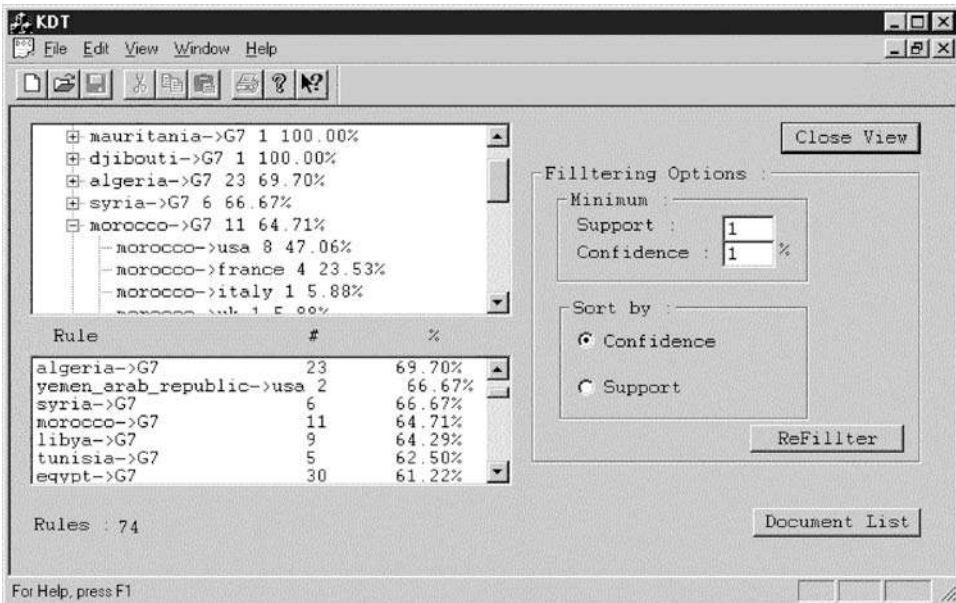 KDT
File Edit View Window Help
mauritania->G7 1 100.00%
djibouti->G7 1 100.00%
algeria->G7 23 69.70%
syria->G7 6 66.67%
morocco->G7 11 64.71%
morocco->usa 8 47.06%
morocco->france 4 23.53%
morocco->italy 1 5.88%
morocco->uk 1 5.88%
Rule # %
algeria->G7 23 69.70%
yemen_arab_republic->usa 2 66.67%
syria->G7 6 66.67%
morocco->G7 11 64.71%
libya->G7 9 64.29%
tunisia->G7 5 62.50%
egypt->G7 30 61.22%
Rules : 74
Close View
Filltering Options :
Minimum :
Support : 1
Confidence : 1 %
Sort by :
Confidence
Support
ReFillter
Document List
For Help, press F1